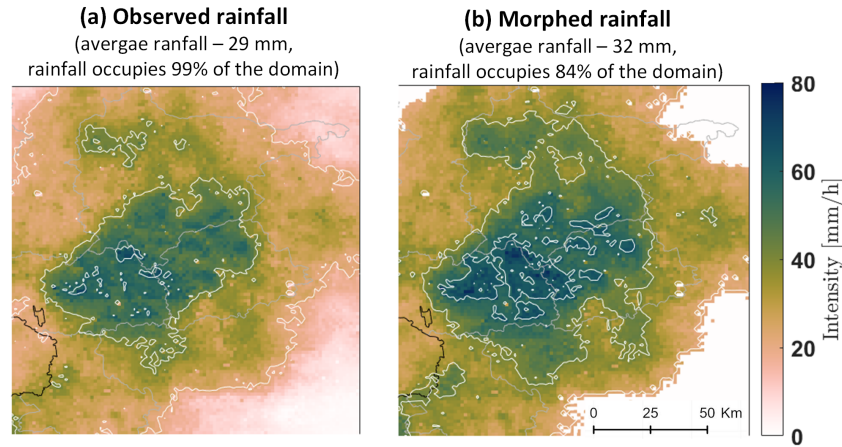 (a) Observed rainfall
(avergae ranfall – 29 mm,
rainfall occupies 99% of the domain)
(b) Morphed rainfall
(avergae ranfall – 32 mm,
rainfall occupies 84% of the domain)
80
60
40
20
0
Intensity [mm/h]
0 25 50 Km